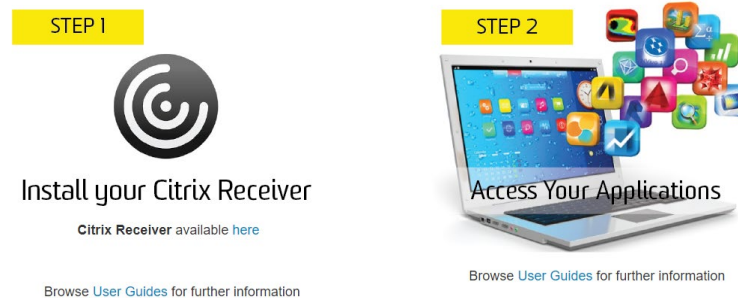 STEP 1
Install your Citrix Receiver
Citrix Receiver available here
Browse User Guides for further information
STEP 2
Access Your Applications
Browse User Guides for further information